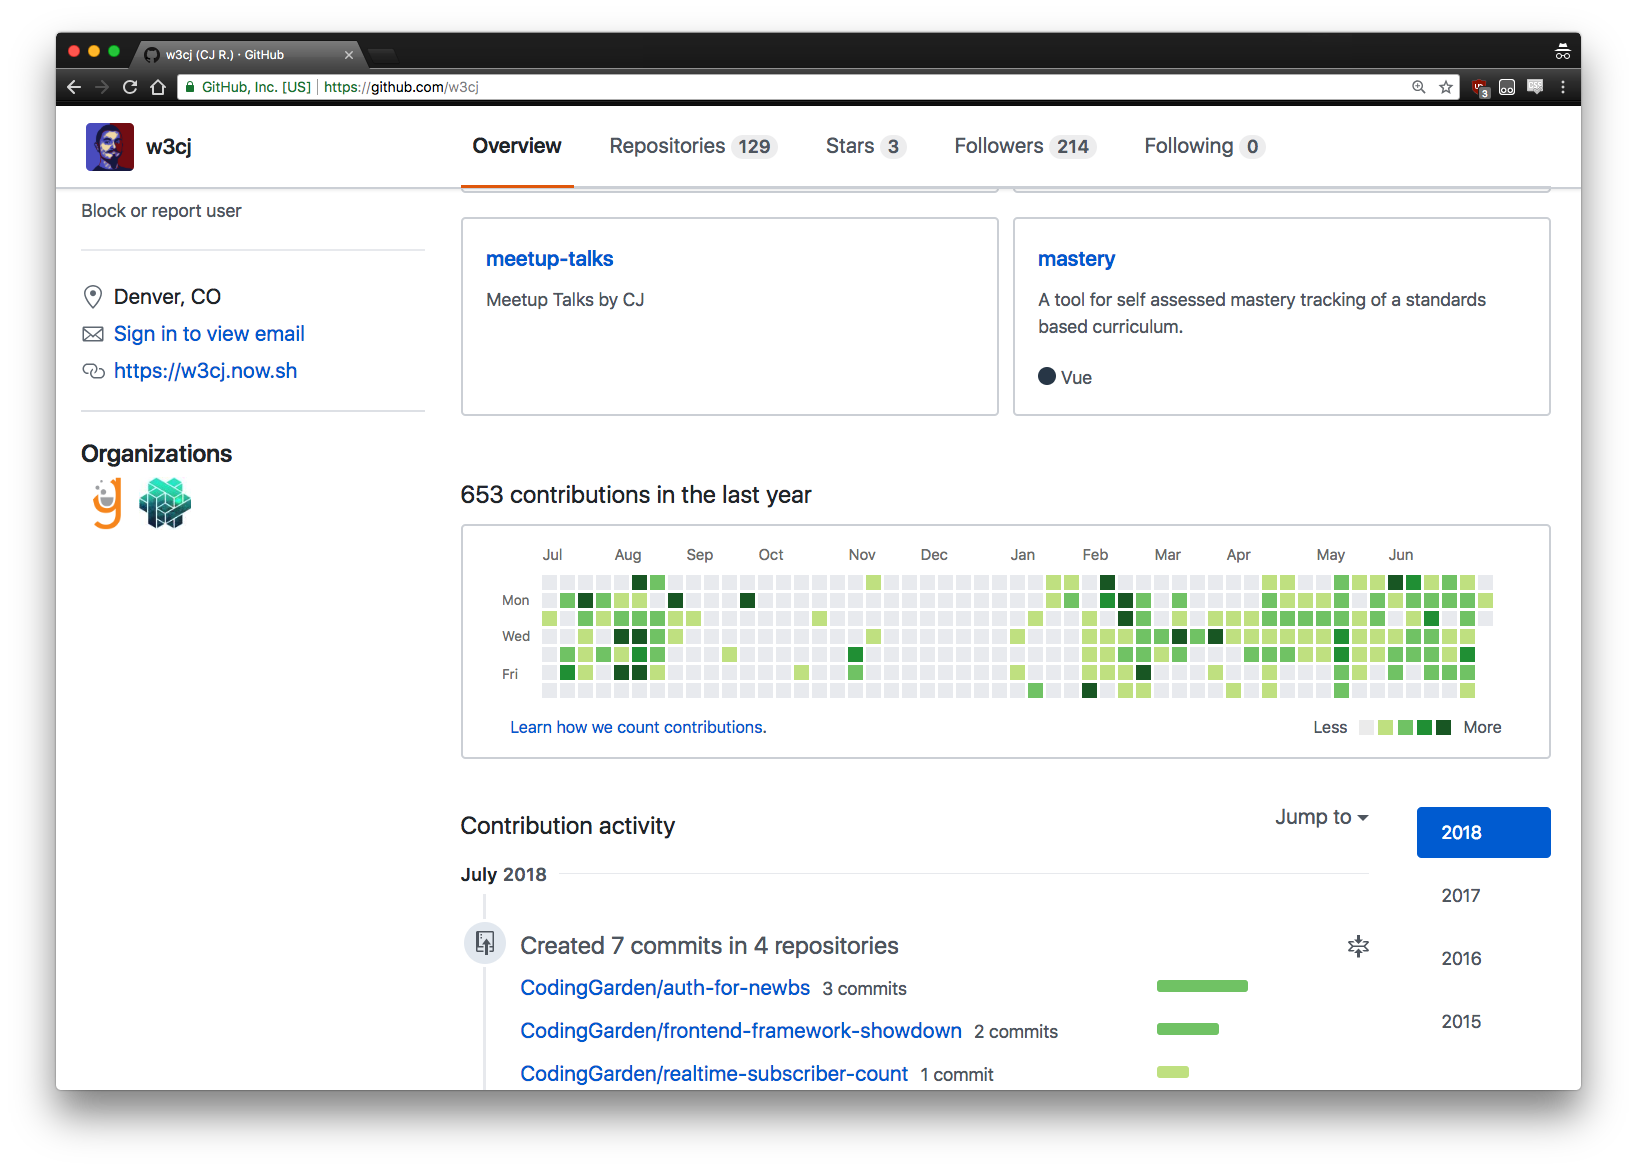 w3cj (CJ R.) · GitHub
GitHub, Inc. [US] https://github.com/w3cj
3
w3cj
Overview Repositories 129 Stars 3 Followers 214 Following 0
Block or report user
Denver, CO
Sign in to view email
https://w3cj.now.sh
Organizations
meetup-talks
Meetup Talks by CJ
mastery
A tool for self assessed mastery tracking of a standards
based curriculum.
Vue
653 contributions in the last year
Jul Aug Sep Oct Nov Dec Jan Feb Mar Apr May Jun
Mon
Wed
Fri
Learn how we count contributions.
Less More
Contribution activity
Jump to
2018
2017
2016
2015
July 2018
Created 7 commits in 4 repositories
CodingGarden/auth-for-newbs 3 commits
CodingGarden/frontend-framework-showdown 2 commits
CodingGarden/realtime-subscriber-count 1 commit